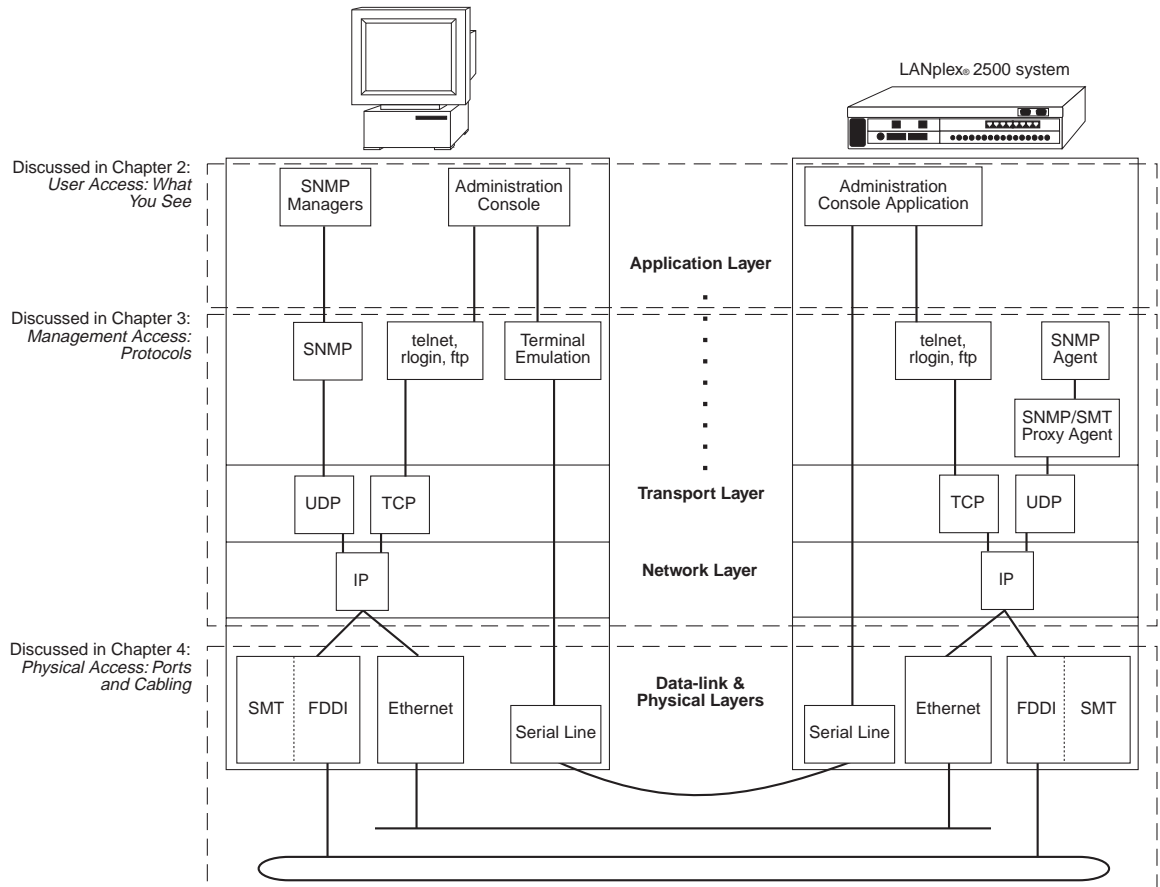 LANplex® 2500 system
Discussed in Chapter 2:
User Access: What
You See
SNMP
Managers
Administration
Console
Administration
Console Application
Application Layer
Discussed in Chapter 3:
Management Access:
Protocols
SNMP
telnet,
rlogin, ftp
Terminal
Emulation
telnet,
rlogin, ftp
SNMP
Agent
SNMP/SMT
Proxy Agent
UDP
TCP
Transport Layer
TCP
UDP
IP
Network Layer
IP
Discussed in Chapter 4:
Physical Access: Ports
and Cabling
SMT
FDDI
Ethernet
Serial Line
Data-link &
Physical Layers
Serial Line
Ethernet
FDDI
SMT